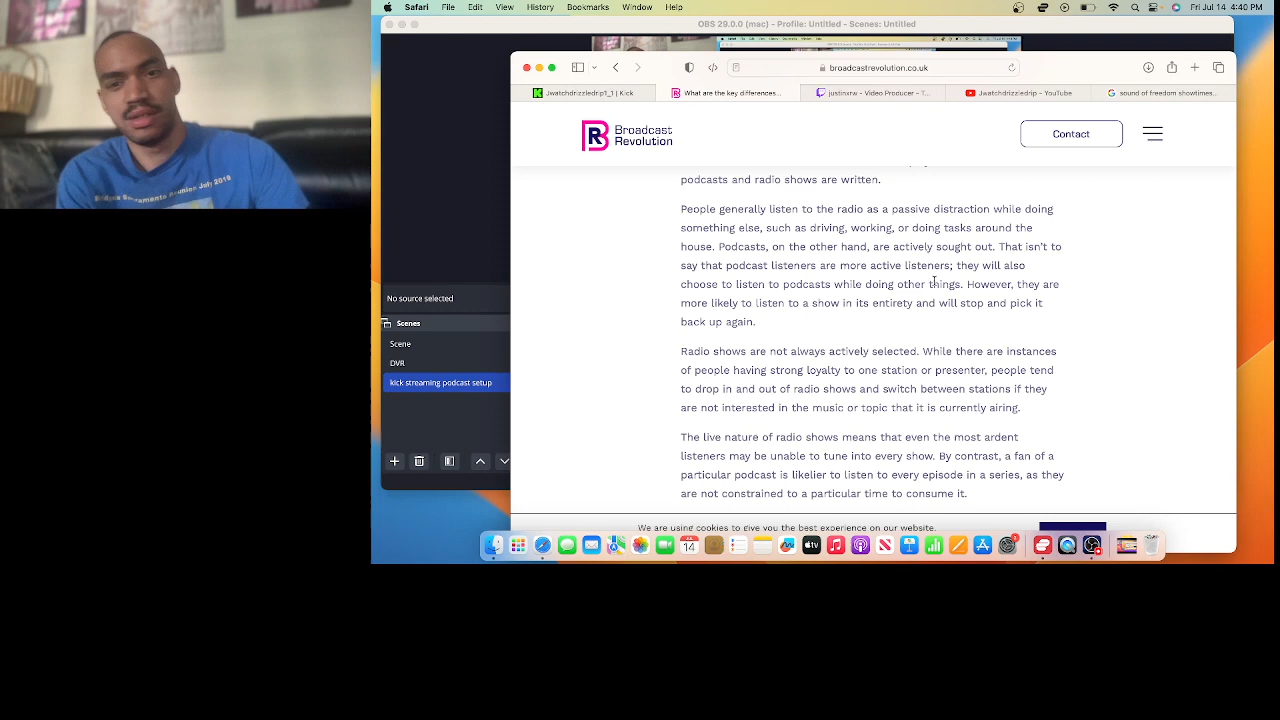 Safari File Edit View History Bookmarks Window Help Fri Jul 14 4:40 PM
OBS 29.0.0 (mac) - Profile: Untitled - Scenes: Untitled
broadcastrevolution.co.uk
Jwatchdrizzledrip1_1 | Kick
What are the key differences...
justinxrw - Video Producer - T...
Jwatchdrizzledrip - YouTube
sound of freedom showtimes...
RB Broadcast
Revolution
Contact
podcasts and radio shows are written.
People generally listen to the radio as a passive distraction while doing
something else, such as driving, working, or doing tasks around the
house. Podcasts, on the other hand, are actively sought out. That isn't to
say that podcast listeners are more active listeners; they will also
choose to listen to podcasts while doing other things. However, they are
more likely to listen to a show in its entirety and will stop and pick it
back up again.
Radio shows are not always actively selected. While there are instances
of people having strong loyalty to one station or presenter, people tend
to drop in and out of radio shows and switch between stations if they
are not interested in the music or topic that it is currently airing.
The live nature of radio shows means that even the most ardent
listeners may be unable to tune into every show. By contrast, a fan of a
particular podcast is likelier to listen to every episode in a series, as they
are not constrained to a particular time to consume it.
We are using cookies to give you the best experience on our website.
No source selected
Scenes
Scene
DVR
kick streaming podcast setup
Bridges Sacramento Reunion July 2019
JUL
14
tv